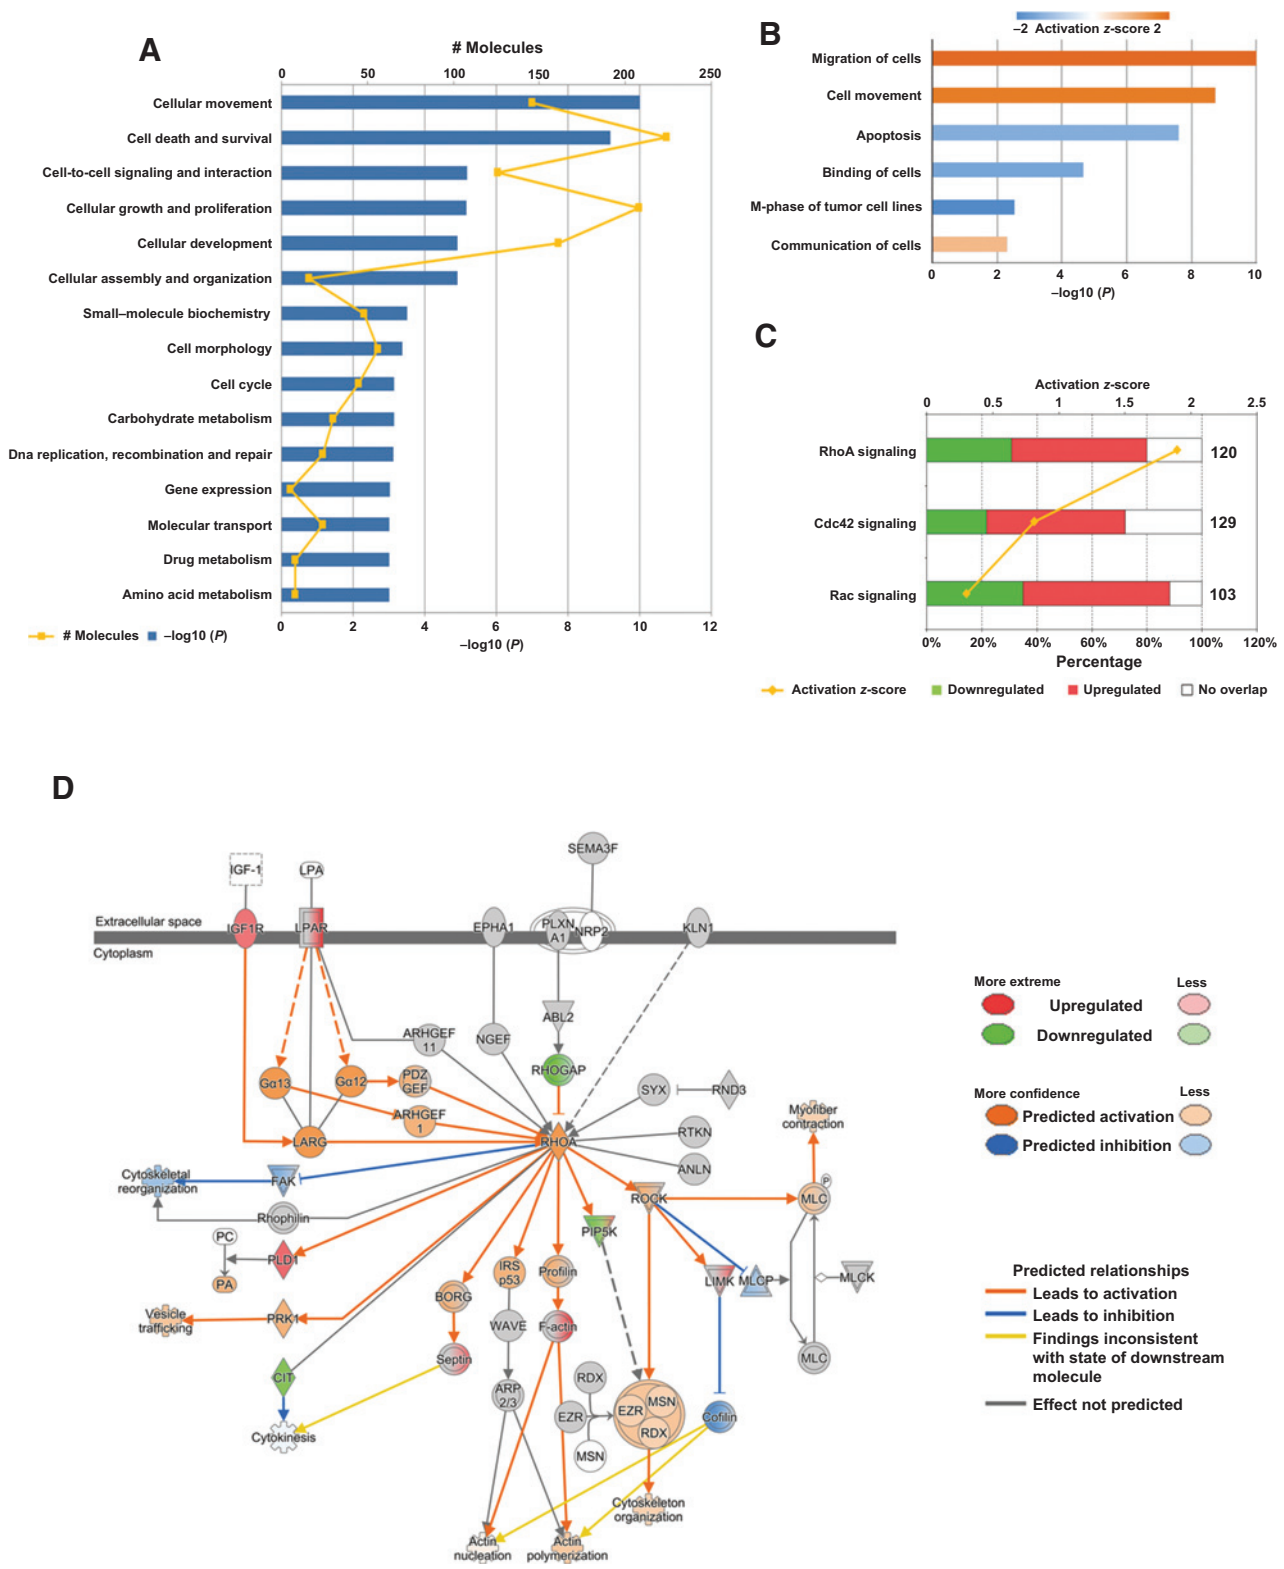 A
# Molecules
0 50 100 150 200 250
Cellular movement
Cell death and survival
Cell-to-cell signaling and interaction
Cellular growth and proliferation
Cellular development
Cellular assembly and organization
Small–molecule biochemistry
Cell morphology
Cell cycle
Carbohydrate metabolism
Dna replication, recombination and repair
Gene expression
Molecular transport
Drug metabolism
Amino acid metabolism
0 2 4 6 8 10 12
# Molecules –log10 (P)
–log10 (P)
B
–2 Activation z-score 2
Migration of cells
Cell movement
Apoptosis
Binding of cells
M-phase of tumor cell lines
Communication of cells
0 2 4 6 8 10
–log10 (P)
C
Activation z-score
0 0.5 1 1.5 2 2.5
RhoA signaling 120
Cdc42 signaling 129
Rac signaling 103
0% 20% 40% 60% 80% 100% 120%
Percentage
Activation z-score Downregulated Upregulated No overlap
D
SEMA3F
IGF-1 LPA
Extracellular space
IGF1R LPAR EPHA1 PLXN
A1 NRP2 KLN1
Cytoplasm
ABL2
ARHGEF
11
NGEF
RHOGAP
Gα13 Gα12 PDZ
GEF
SYX RND3
ARHGEF
1
Myofiber
contraction
LARG RHOA RTKN
ANLN
Cytoskeletal
reorganization
FAK
ROCK MLC P
Rhophilin
PIP5K
PC
PLD1
PA
IRS
p53
Profilin
LIMK MLCP MLCK
BORG
Vesicle
trafficking
PRK1
WAVE F-actin
Septin MLC
CIT
ARP
2/3
RDX
EZR MSN
RDX
EZR
MSN
Cofilin
Cytokinesis
Cytoskeleton
organization
Actin
nucleation
Actin
polymerization
More extreme Less
Upregulated
Downregulated
More confidence Less
Predicted activation
Predicted inhibition
Predicted relationships
Leads to activation
Leads to inhibition
Findings inconsistent
with state of downstream
molecule
Effect not predicted